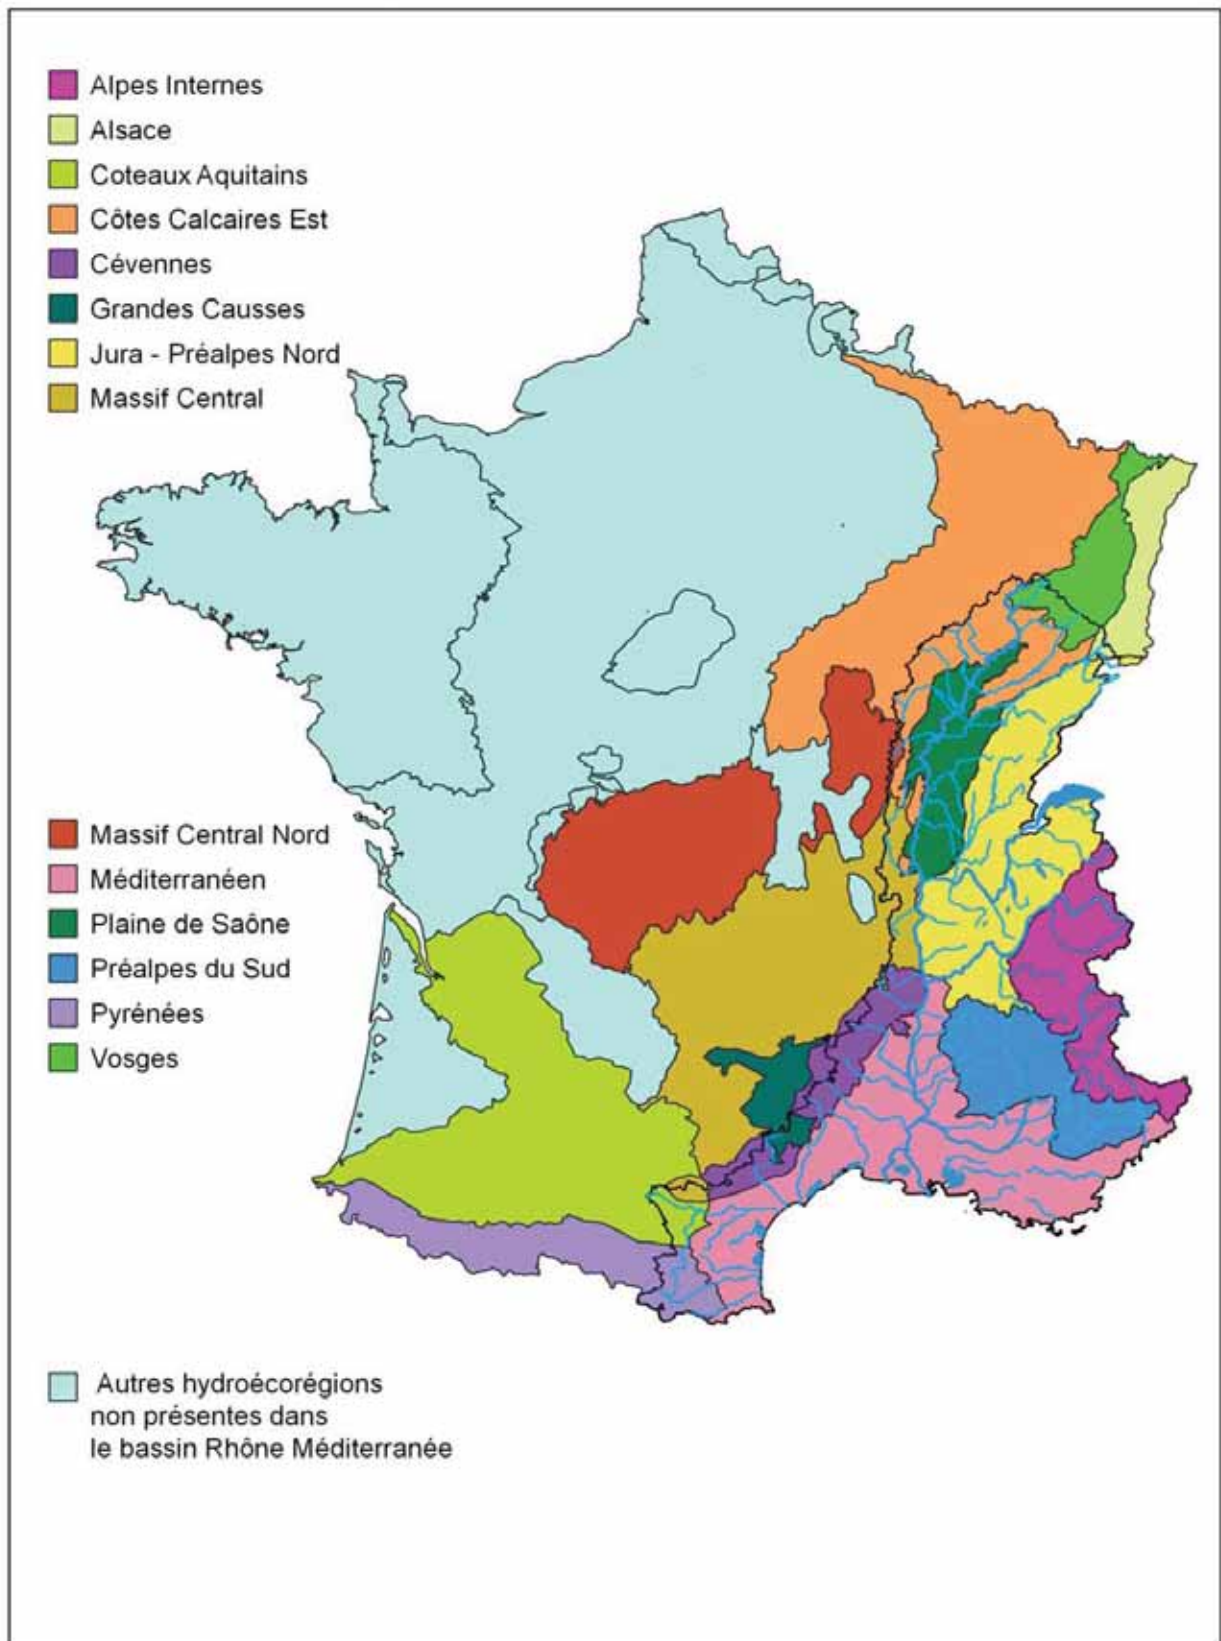 Alpes Internes
Alsace
Coteaux Aquitains
Côtes Calcaires Est
Cévennes
Grandes Causses
Jura - Préalpes Nord
Massif Central
Massif Central Nord
Méditerranéen
Plaine de Saône
Préalpes du Sud
Pyrénées
Vosges
Autres hydroécorégions
non présentes dans
le bassin Rhône Méditerranée